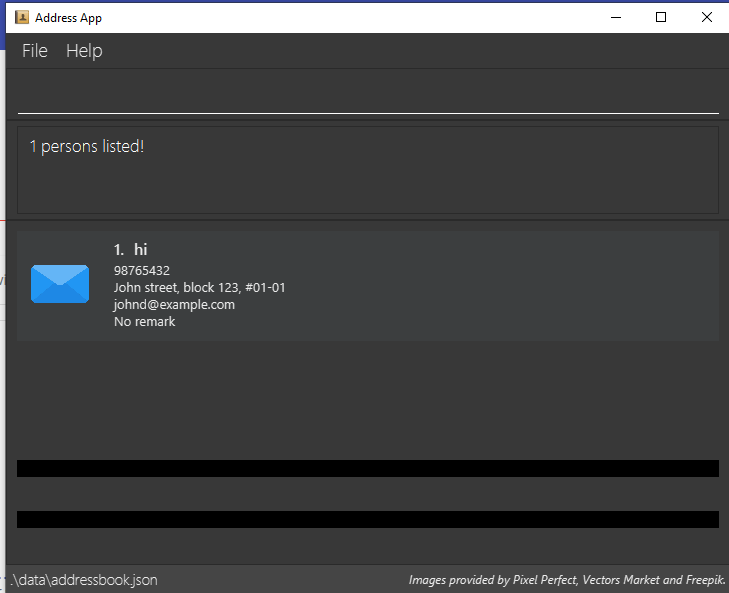 Address App
File Help
1 persons listed!
1. hi
98765432
John street, block 123, #01-01
johnd@example.com
No remark
.\data\addressbook.json
Images provided by Pixel Perfect, Vectors Market and Freepik.